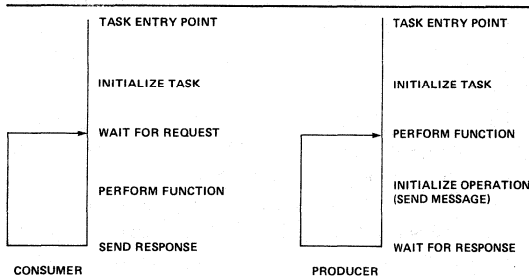 TASK ENTRY POINT
INITIALIZE TASK
WAIT FOR REQUEST
PERFORM FUNCTION
SEND RESPONSE
CONSUMER
TASK ENTRY POINT
INITIALIZE TASK
PERFORM FUNCTION
INITIALIZE OPERATION
(SEND MESSAGE)
WAIT FOR RESPONSE
PRODUCER